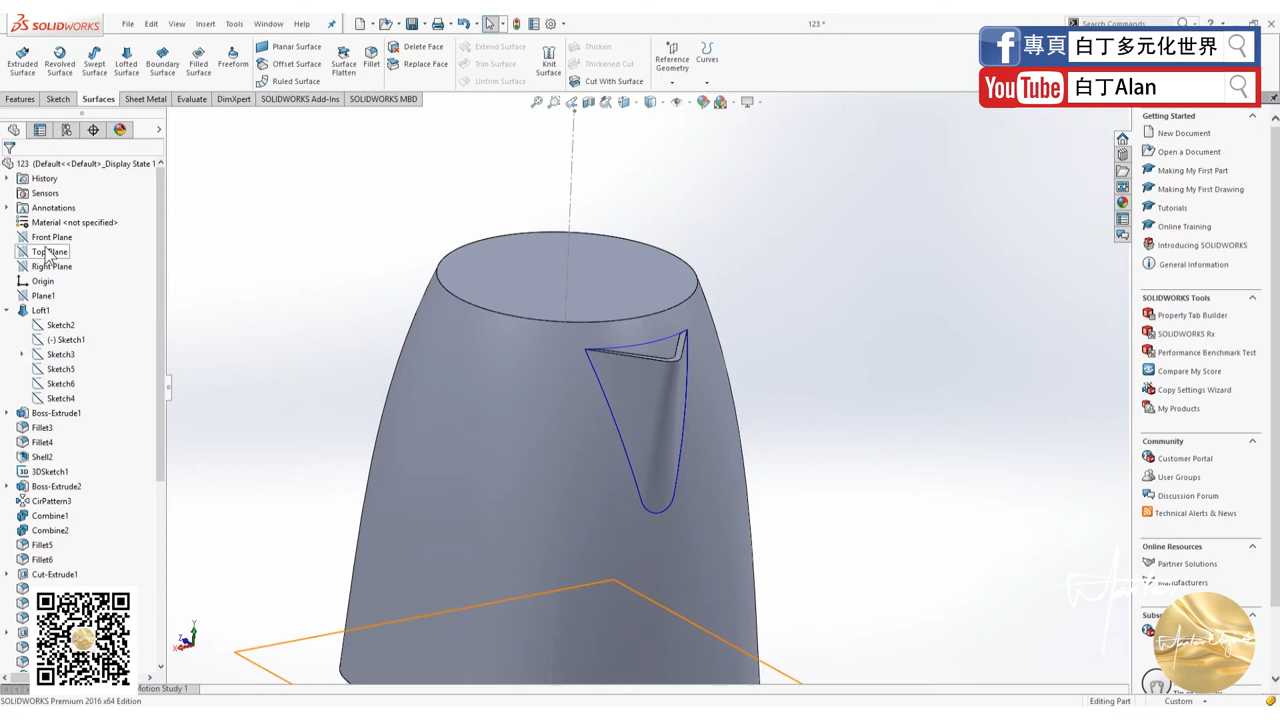 SOLIDWORKS
File Edit View Insert Tools Window Help
123 *
Search Commands
f 專頁 白丁多元化世界
YouTube 白丁Alan
Extruded Surface
Revolved Surface
Swept Surface
Lofted Surface
Boundary Surface
Filled Surface
Freeform
Planar Surface
Offset Surface
Ruled Surface
Surface Flatten
Fillet
Delete Face
Replace Face
Knit Surface
Extend Surface
Trim Surface
Untrim Surface
Thicken
Thickened Cut
Cut With Surface
Reference Geometry
Curves
Features Sketch Surfaces Sheet Metal Evaluate DimXpert SOLIDWORKS Add-Ins SOLIDWORKS MBD
123 (Default<<Default>_Display State 1
History
Sensors
Annotations
Material <not specified>
Front Plane
Top Plane
Right Plane
Origin
Plane1
Loft1
Sketch2
(-) Sketch1
Sketch3
Sketch5
Sketch6
Sketch4
Boss-Extrude1
Fillet3
Fillet4
Shell2
3DSketch1
Boss-Extrude2
CirPattern3
Combine1
Combine2
Fillet5
Fillet6
Cut-Extrude1
Motion Study 1
SOLIDWORKS Premium 2016 x64 Edition
Editing Part
Custom
Getting Started
New Document
Open a Document
Making My First Part
Making My First Drawing
Tutorials
Online Training
Introducing SOLIDWORKS
General Information
SOLIDWORKS Tools
Property Tab Builder
SOLIDWORKS Rx
Performance Benchmark Test
Compare My Score
Copy Settings Wizard
My Products
Community
Customer Portal
User Groups
Discussion Forum
Technical Alerts & News
Online Resources
Partner Solutions
Manufacturers